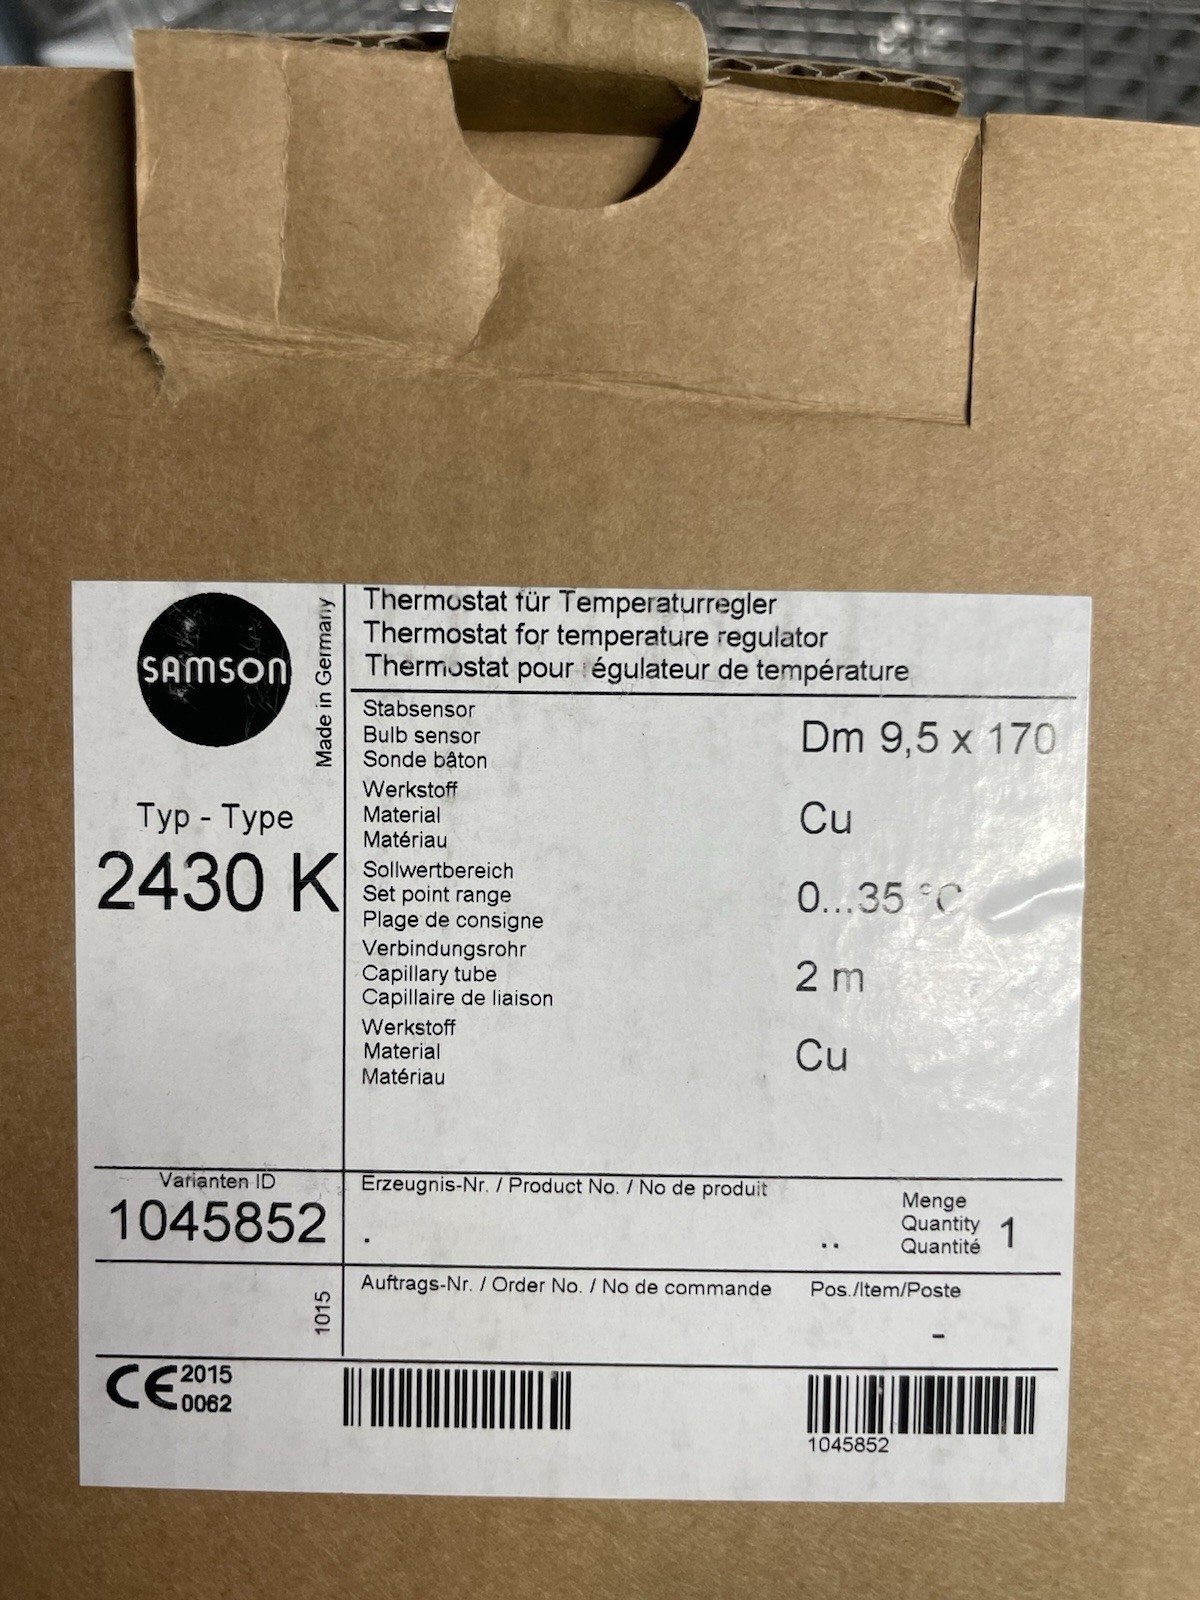 SAMSON
Made in Germany
Typ - Type
2430 K
Thermostat für Temperaturregler
Thermostat for temperature regulator
Thermostat pour régulateur de température
Stabsensor
Bulb sensor
Sonde bâton
Dm 9,5 x 170
Werkstoff
Material
Matériau
Cu
Sollwertbereich
Set point range
Plage de consigne
0...35 °C
Verbindungsrohr
Capillary tube
Capillaire de liaison
2 m
Werkstoff
Material
Matériau
Cu
Varianten ID
1045852
Erzeugnis-Nr. / Product No. / No de produit
. ..
Menge
Quantity
Quantité
1
1015
Auftrags-Nr. / Order No. / No de commande
Pos./Item/Poste
-
CE 2015
0062
1045852